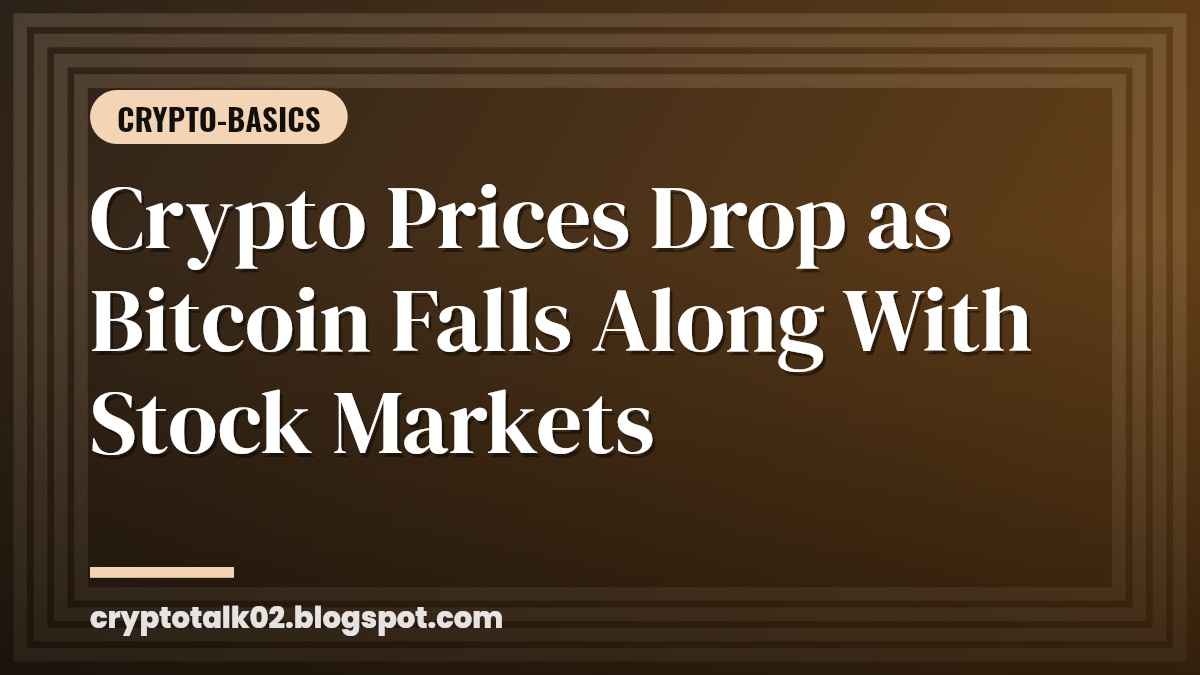 CRYPTO-BASICS
Crypto Prices Drop as
Bitcoin Falls Along With
Stock Markets
cryptotalk02.blogspot.com